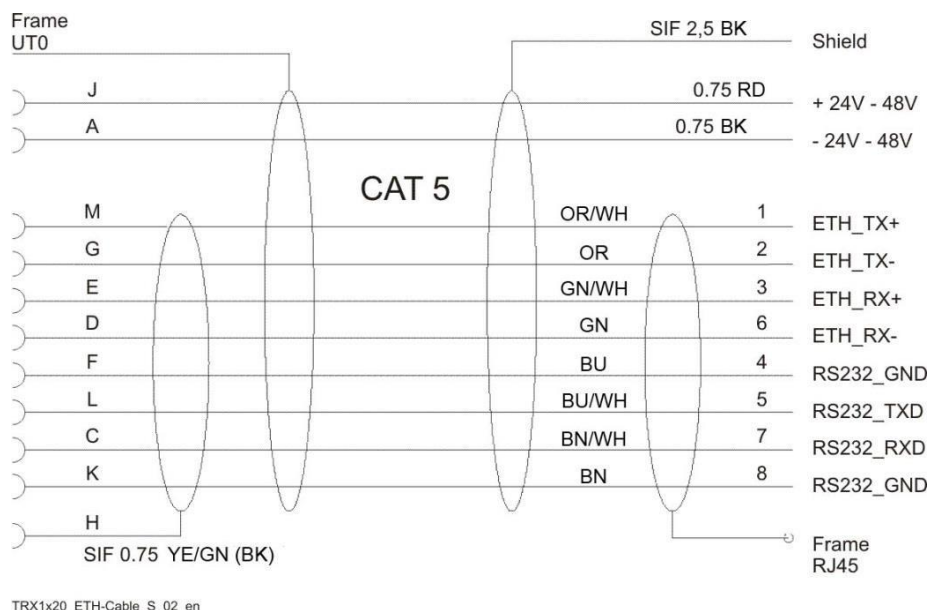 Frame
UT0
SIF 2,5 BK
Shield
J
0.75 RD
+ 24V - 48V
A
0.75 BK
- 24V - 48V
CAT 5
M
OR/WH
1
ETH_TX+
G
OR
2
ETH_TX-
E
GN/WH
3
ETH_RX+
D
GN
6
ETH_RX-
F
BU
4
RS232_GND
L
BU/WH
5
RS232_TXD
C
BN/WH
7
RS232_RXD
K
BN
8
RS232_GND
H
SIF 0.75 YE/GN (BK)
Frame
RJ45
TRX1x20_ETH-Cable_S_02_en